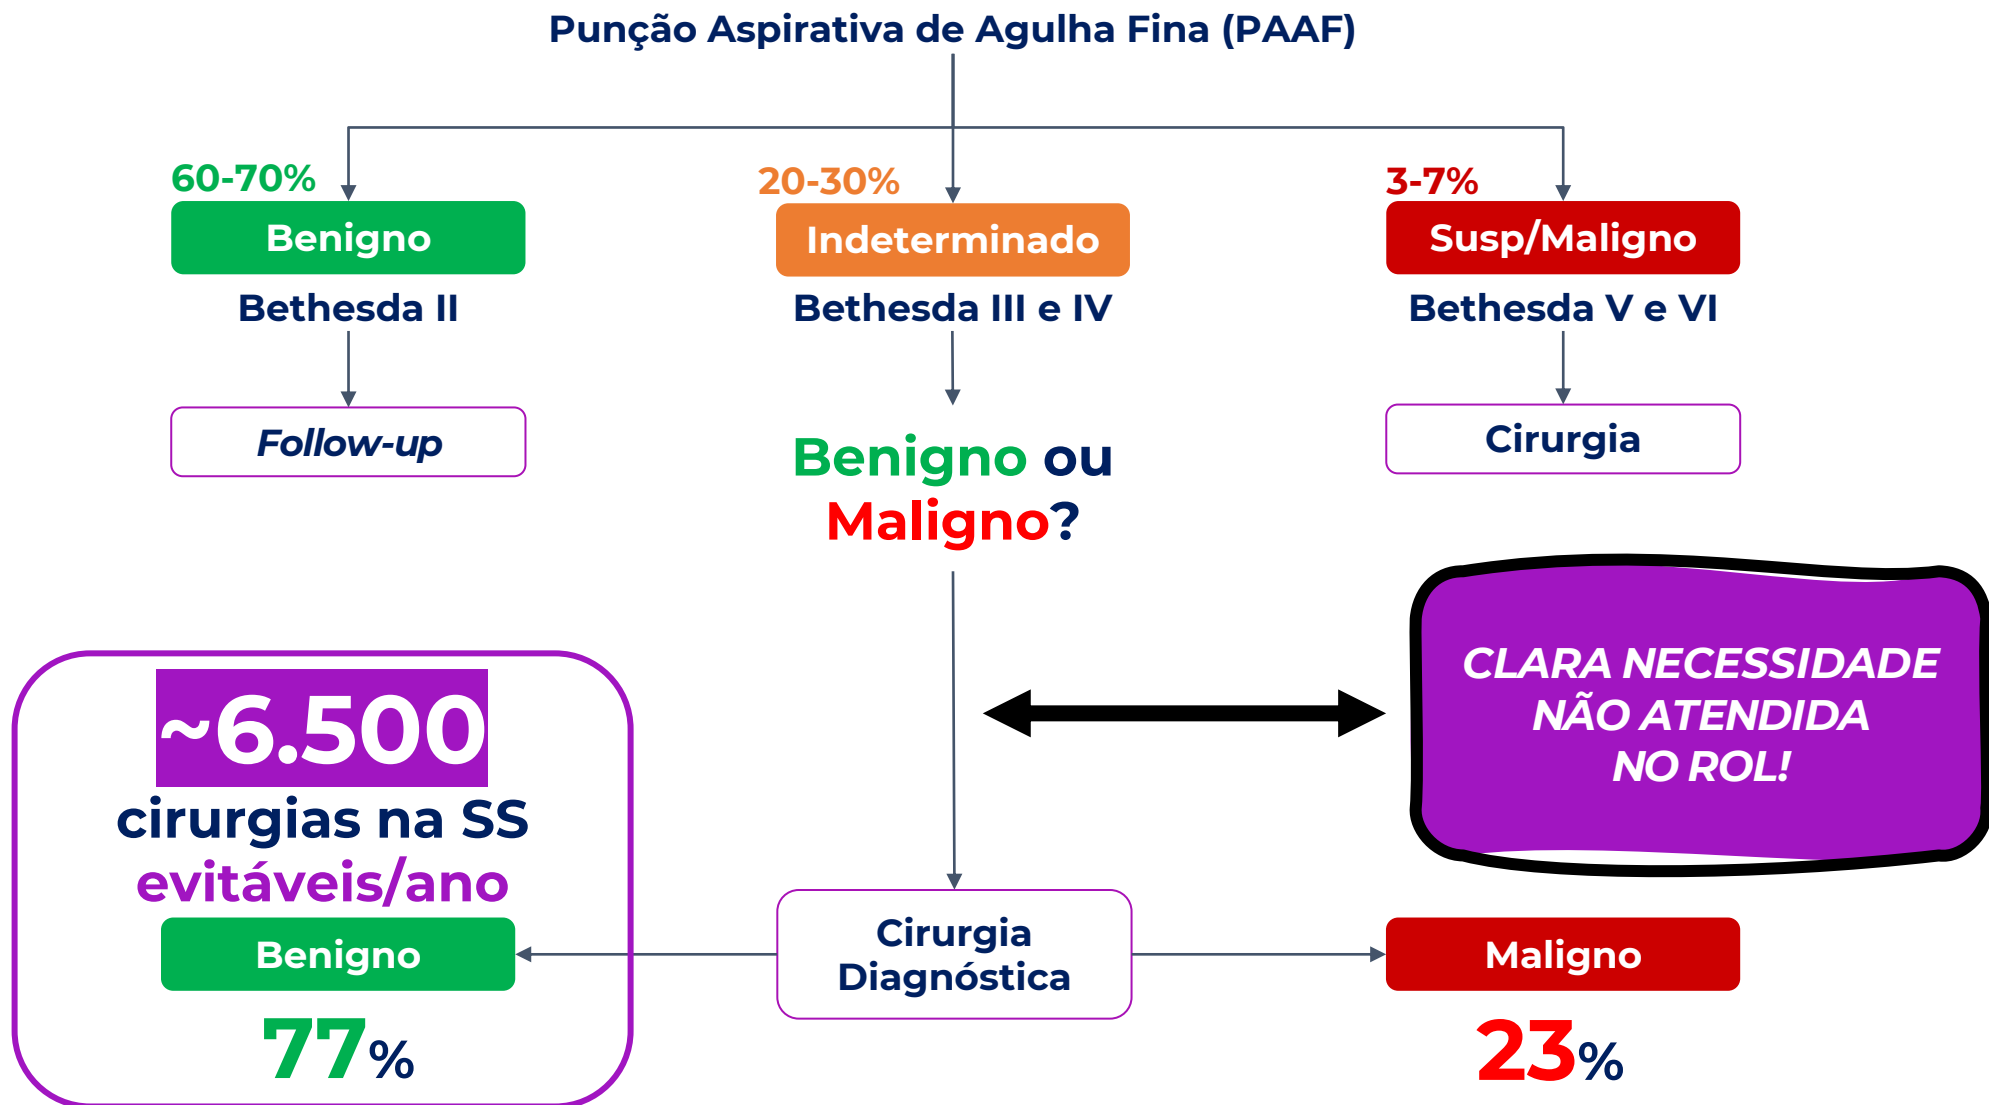 Punção Aspirativa de Agulha Fina (PAAF)
60-70%
Benigno
Bethesda II
Follow-up
20-30%
Indeterminado
Bethesda III e IV
Benigno ou
Maligno?
3-7%
Susp/Maligno
Bethesda V e VI
Cirurgia
CLARA NECESSIDADE
NÃO ATENDIDA
NO ROL!
~6.500
cirurgias na SS
evitáveis/ano
Benigno
77%
Cirurgia
Diagnóstica
Maligno
23%